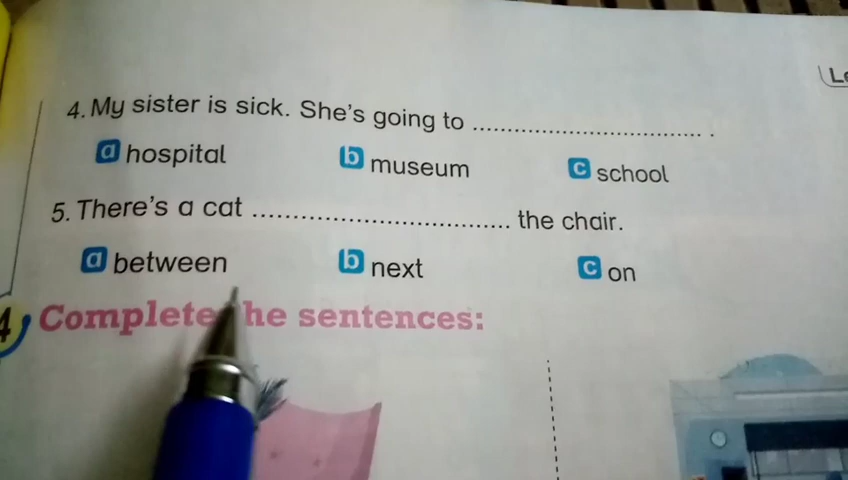 4. My sister is sick. She's going to ............................................ .
a hospital b museum c school
5. There's a cat .................................... the chair.
a between b next c on
4 Complete the sentences: